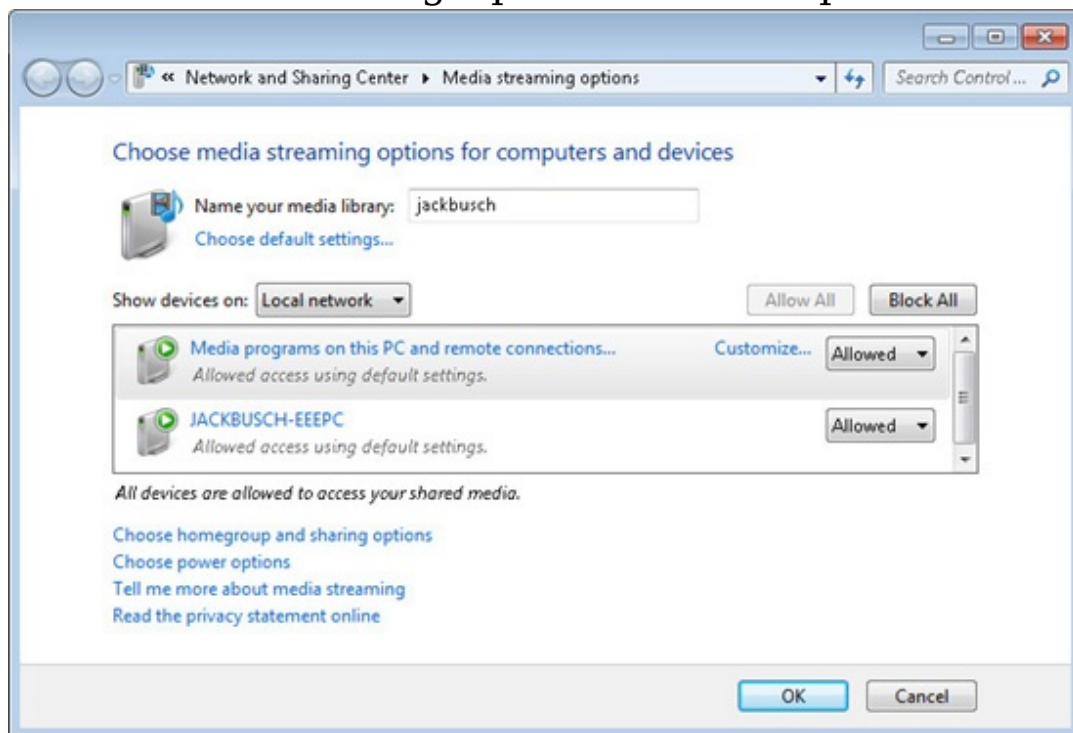 « Network and Sharing Center ▸ Media streaming options Search Control ...
Choose media streaming options for computers and devices
Name your media library: jackbusch
Choose default settings...
Show devices on: Local network Allow All Block All
Media programs on this PC and remote connections... Customize... Allowed
Allowed access using default settings.
JACKBUSCH-EEEPC Allowed
Allowed access using default settings.
All devices are allowed to access your shared media.
Choose homegroup and sharing options
Choose power options
Tell me more about media streaming
Read the privacy statement online
OK Cancel